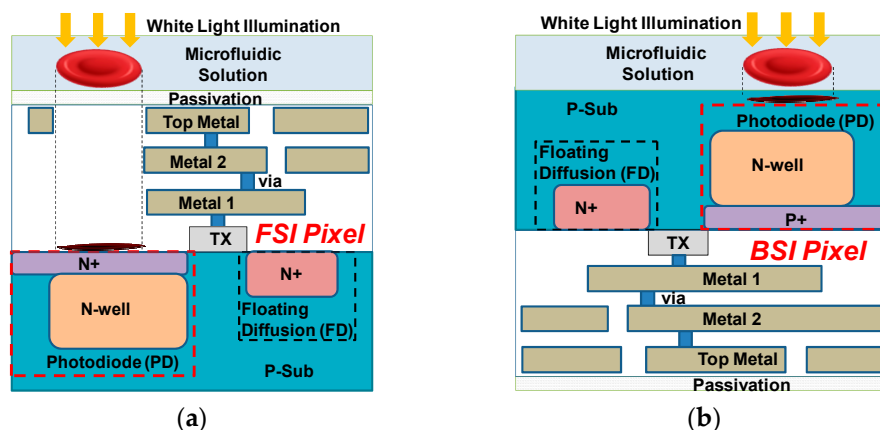 White Light Illumination
Microfluidic
Solution
Passivation
Top Metal
Metal 2
via
Metal 1
TX
FSI Pixel
N+
N+
N-well
Floating
Diffusion (FD)
Photodiode (PD)
P-Sub
(a)
White Light Illumination
Microfluidic
Solution
P-Sub
Photodiode (PD)
Floating
Diffusion (FD)
N-well
N+
P+
TX
BSI Pixel
Metal 1
via
Metal 2
Top Metal
Passivation
(b)